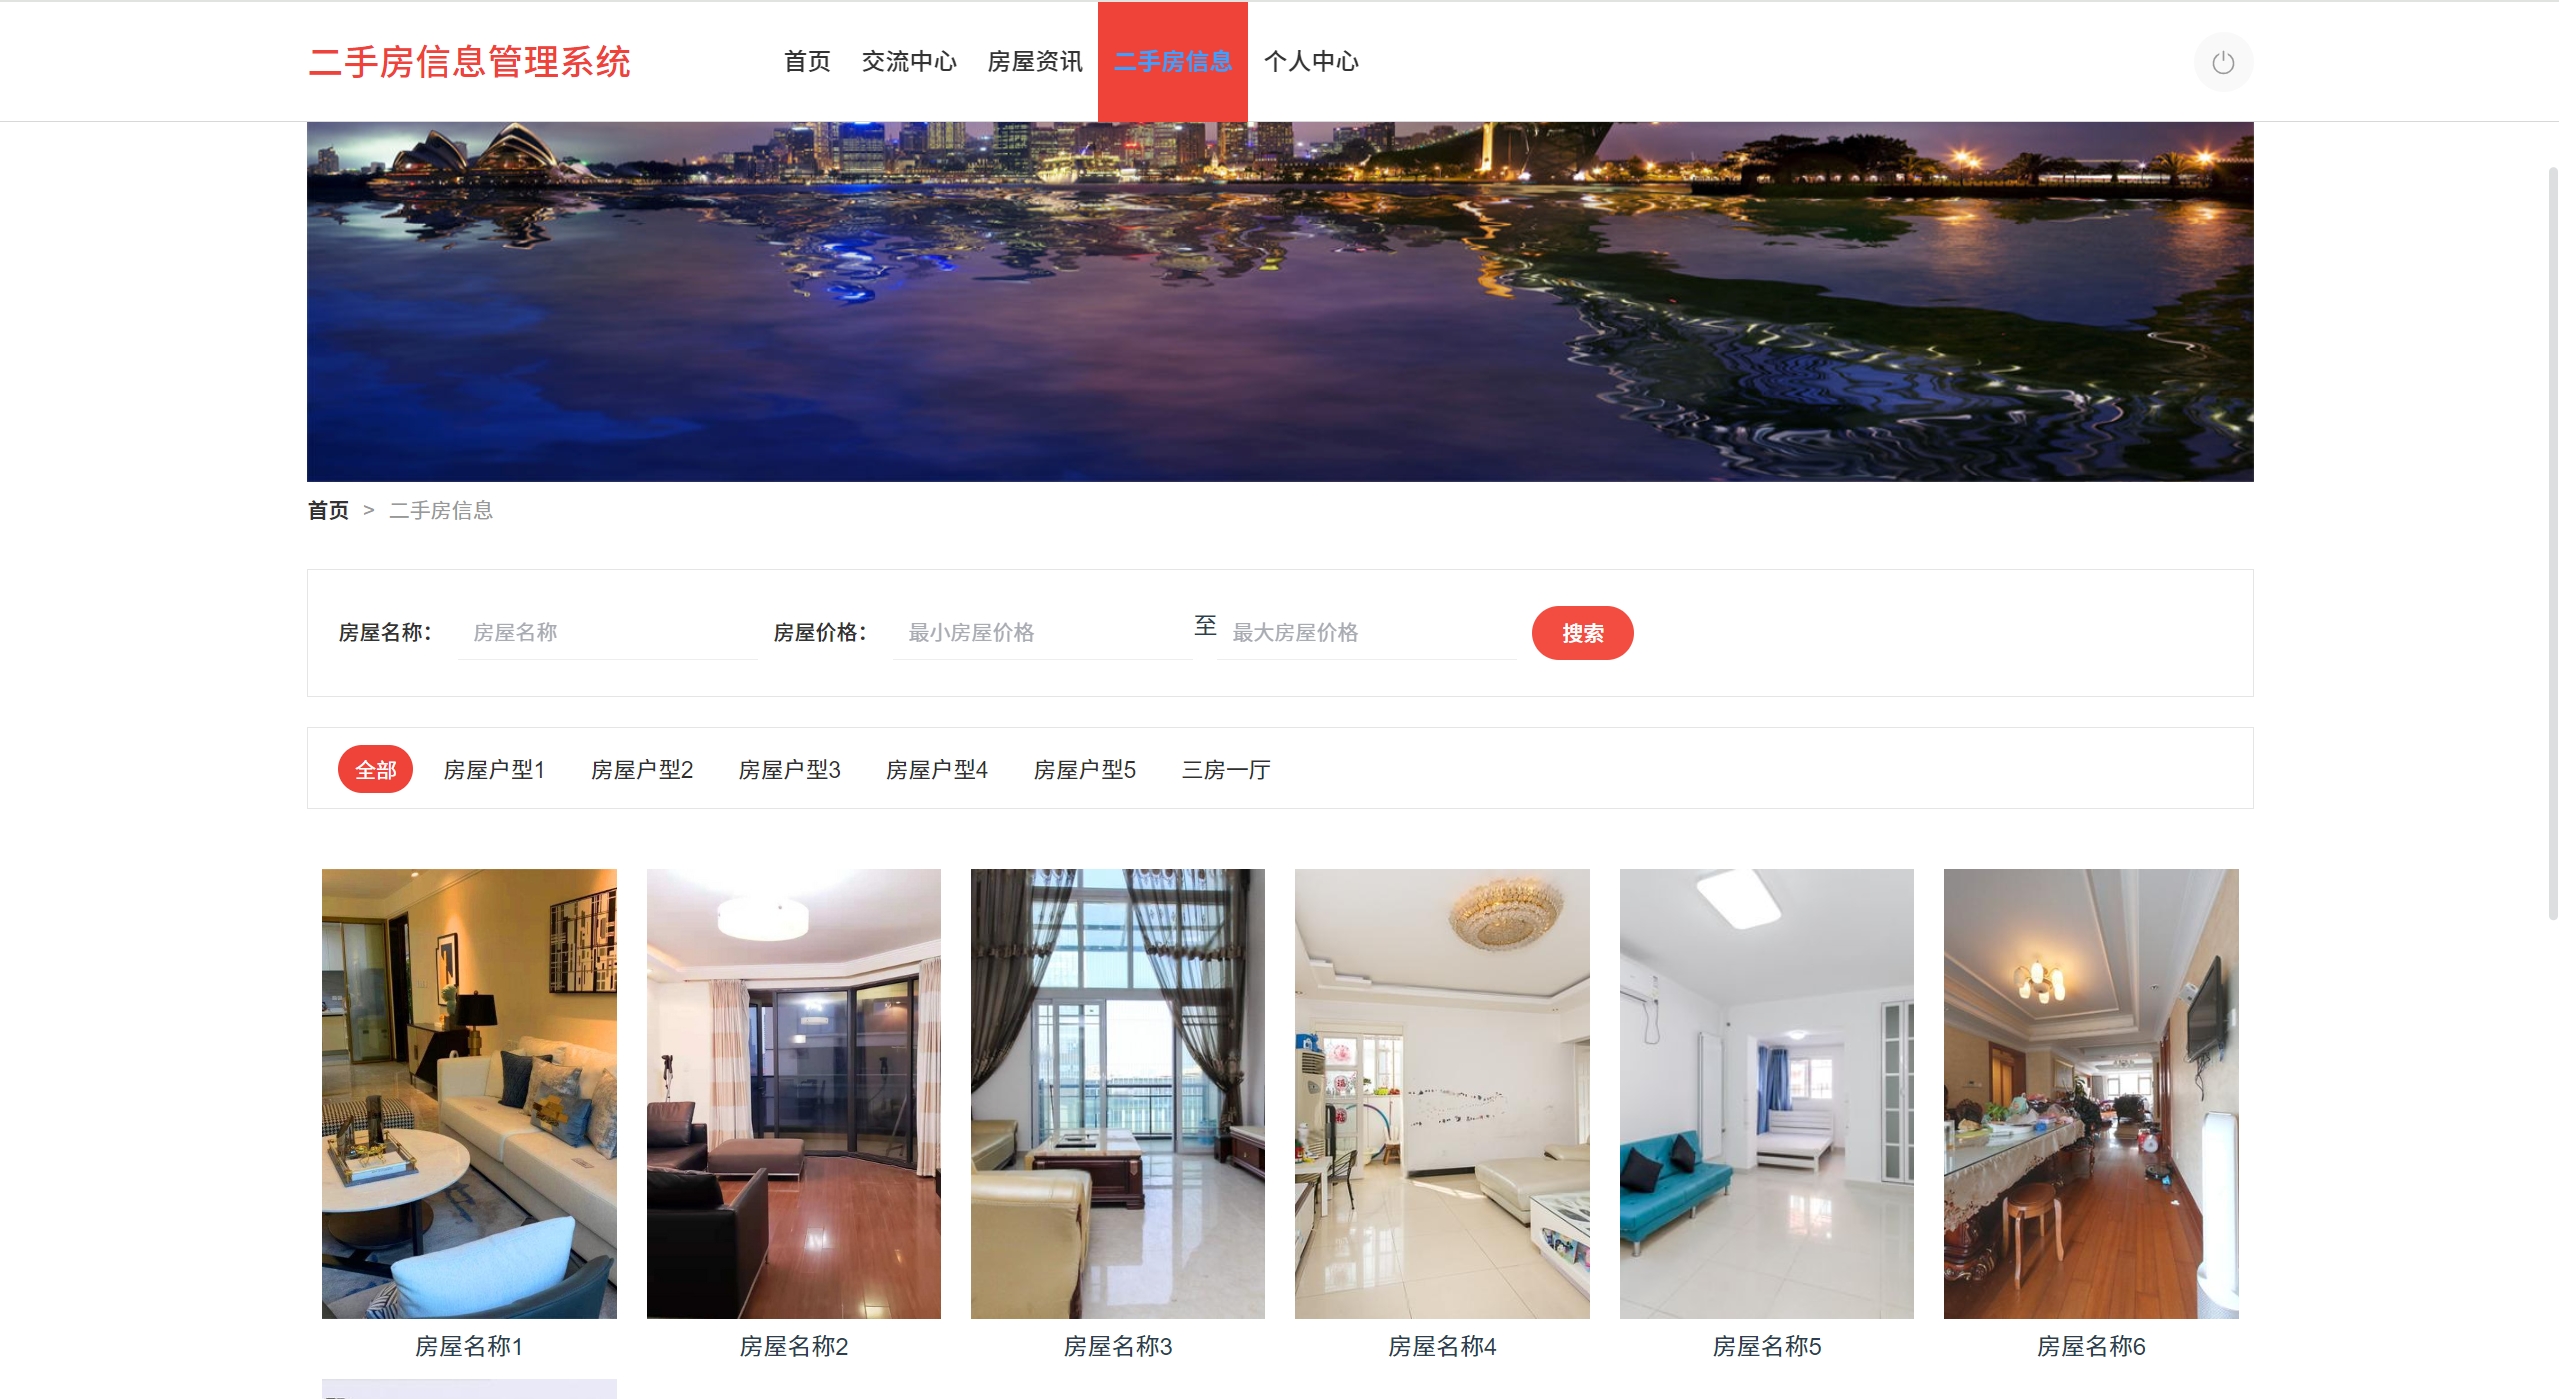 二手房信息管理系统
首页 交流中心 房屋资讯 二手房信息 个人中心
首页 > 二手房信息
房屋名称： 房屋名称 房屋价格： 最小房屋价格 至 最大房屋价格 搜索
全部 房屋户型1 房屋户型2 房屋户型3 房屋户型4 房屋户型5 三房一厅
房屋名称1 房屋名称2 房屋名称3 房屋名称4 房屋名称5 房屋名称6